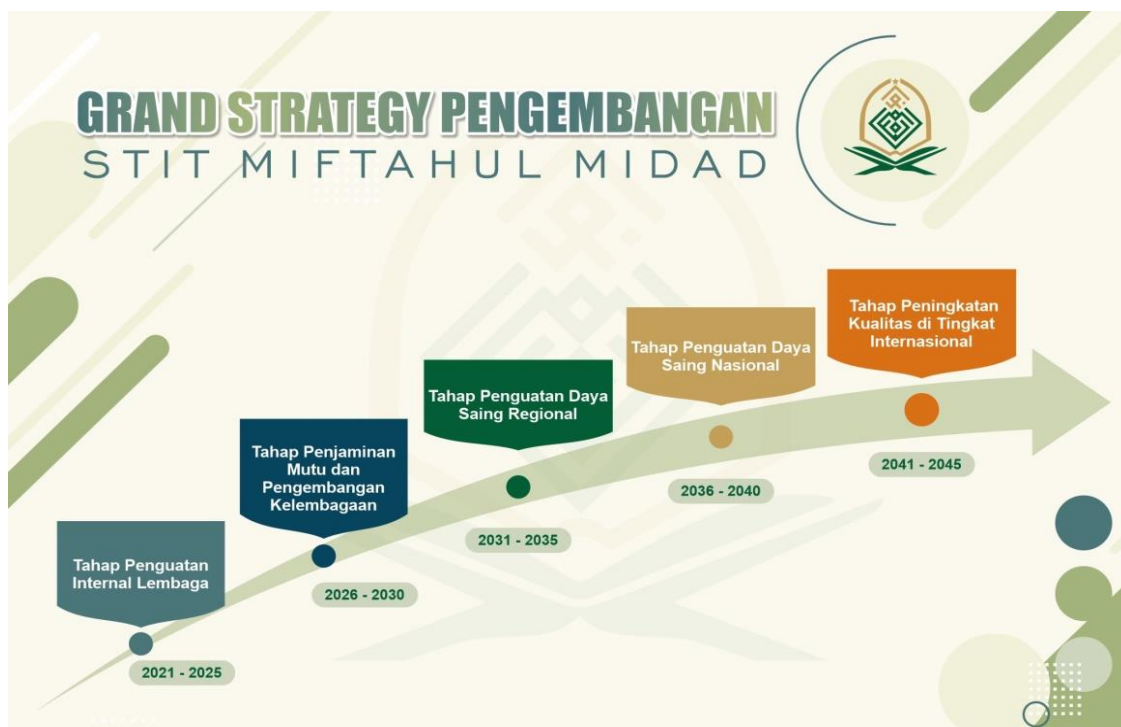 GRAND STRATEGY PENGEMBANGAN
STIT MIFTAHUL MIDAD
Tahap Penguatan
Internal Lembaga
2021 - 2025
Tahap Penjaminan
Mutu dan
Pengembangan
Kelembagaan
2026 - 2030
Tahap Penguatan Daya
Saing Regional
2031 - 2035
Tahap Penguatan Daya
Saing Nasional
2036 - 2040
Tahap Peningkatan
Kualitas di Tingkat
Internasional
2041 - 2045